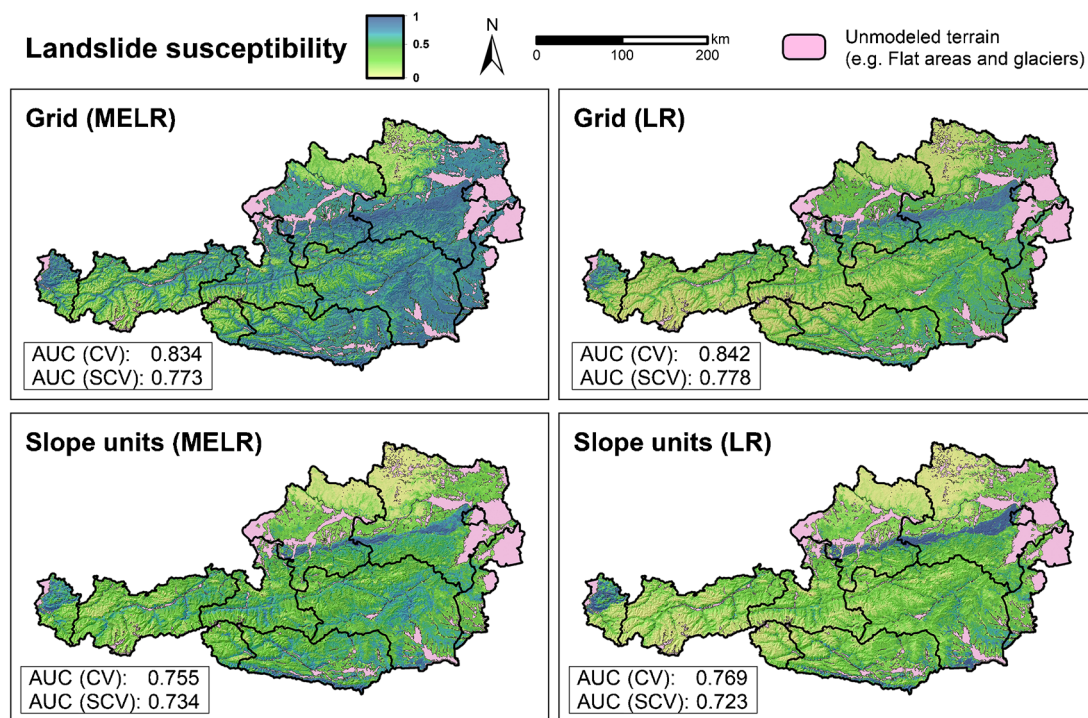 Landslide susceptibility
1
0.5
0
N
km
0 100 200
Unmodeled terrain
(e.g. Flat areas and glaciers)
Grid (MELR)
AUC (CV): 0.834
AUC (SCV): 0.773
Grid (LR)
AUC (CV): 0.842
AUC (SCV): 0.778
Slope units (MELR)
AUC (CV): 0.755
AUC (SCV): 0.734
Slope units (LR)
AUC (CV): 0.769
AUC (SCV): 0.723